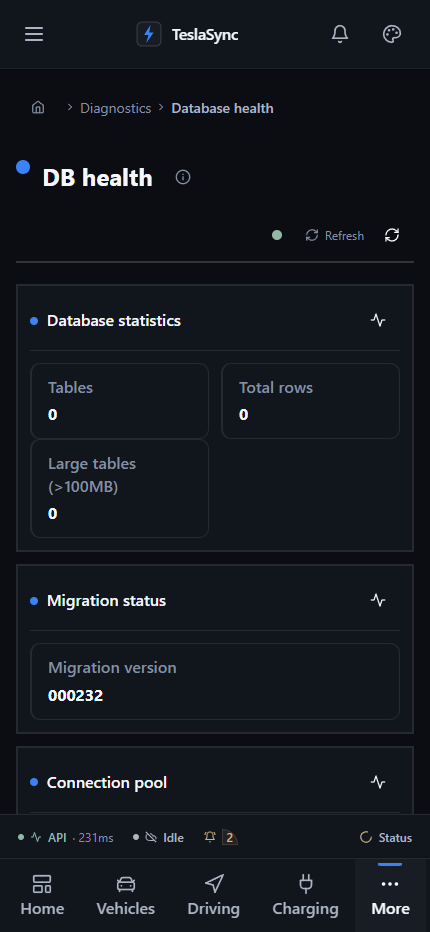 TeslaSync
Diagnostics Database health
DB health
Refresh
Database statistics
Tables
0
Total rows
0
Large tables
(>100MB)
0
Migration status
Migration version
000232
Connection pool
API · 231ms Idle 2 Status
Home Vehicles Driving Charging More